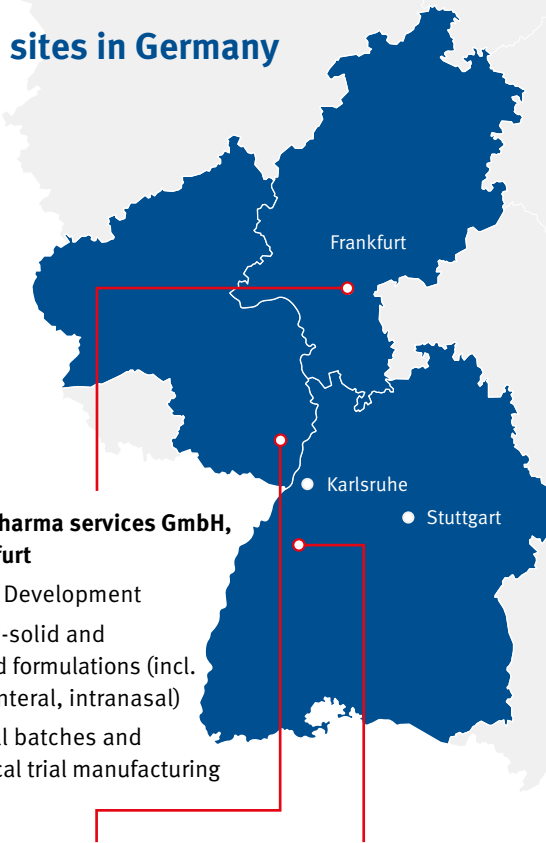 sites in Germany
Frankfurt
Karlsruhe
Stuttgart
harma services GmbH,
furt
Development
-solid and
d formulations (incl.
nteral, intranasal)
l batches and
cal trial manufacturing